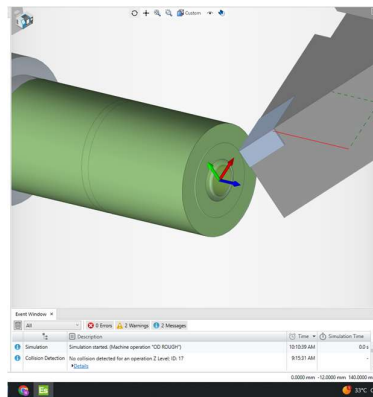 Custom
Event Window ×
All
0 Errors
2 Warnings
2 Messages
Description
Time
Simulation Time
Simulation
Simulation started. (Machine operation "OD ROUGH")
10:10:39 AM
0.0 s
Collision Detection
No collision detected for an operation Z Level; ID: 17
9:15:31 AM
-
Details
0.0000 mm -12.0000 mm 140.0000 m
Es
33°C